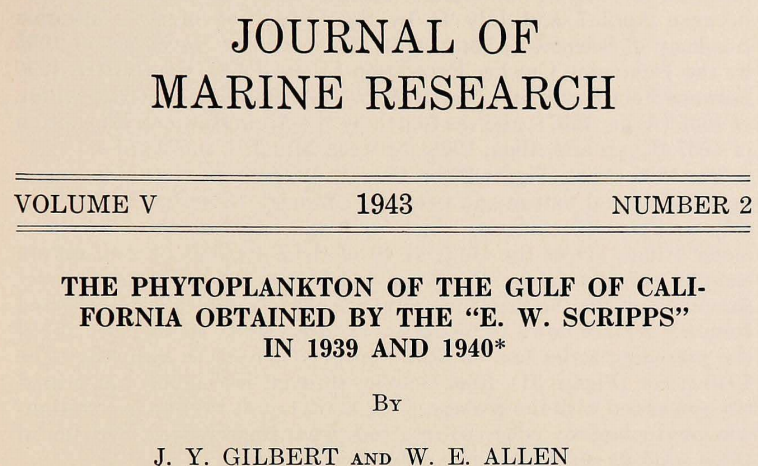 JOURNAL OF
MARINE RESEARCH
VOLUME V 1943 NUMBER 2
THE PHYTOPLANKTON OF THE GULF OF CALI-
FORNIA OBTAINED BY THE “E. W. SCRIPPS”
IN 1939 AND 1940*
By
J. Y. GILBERT AND W. E. ALLEN